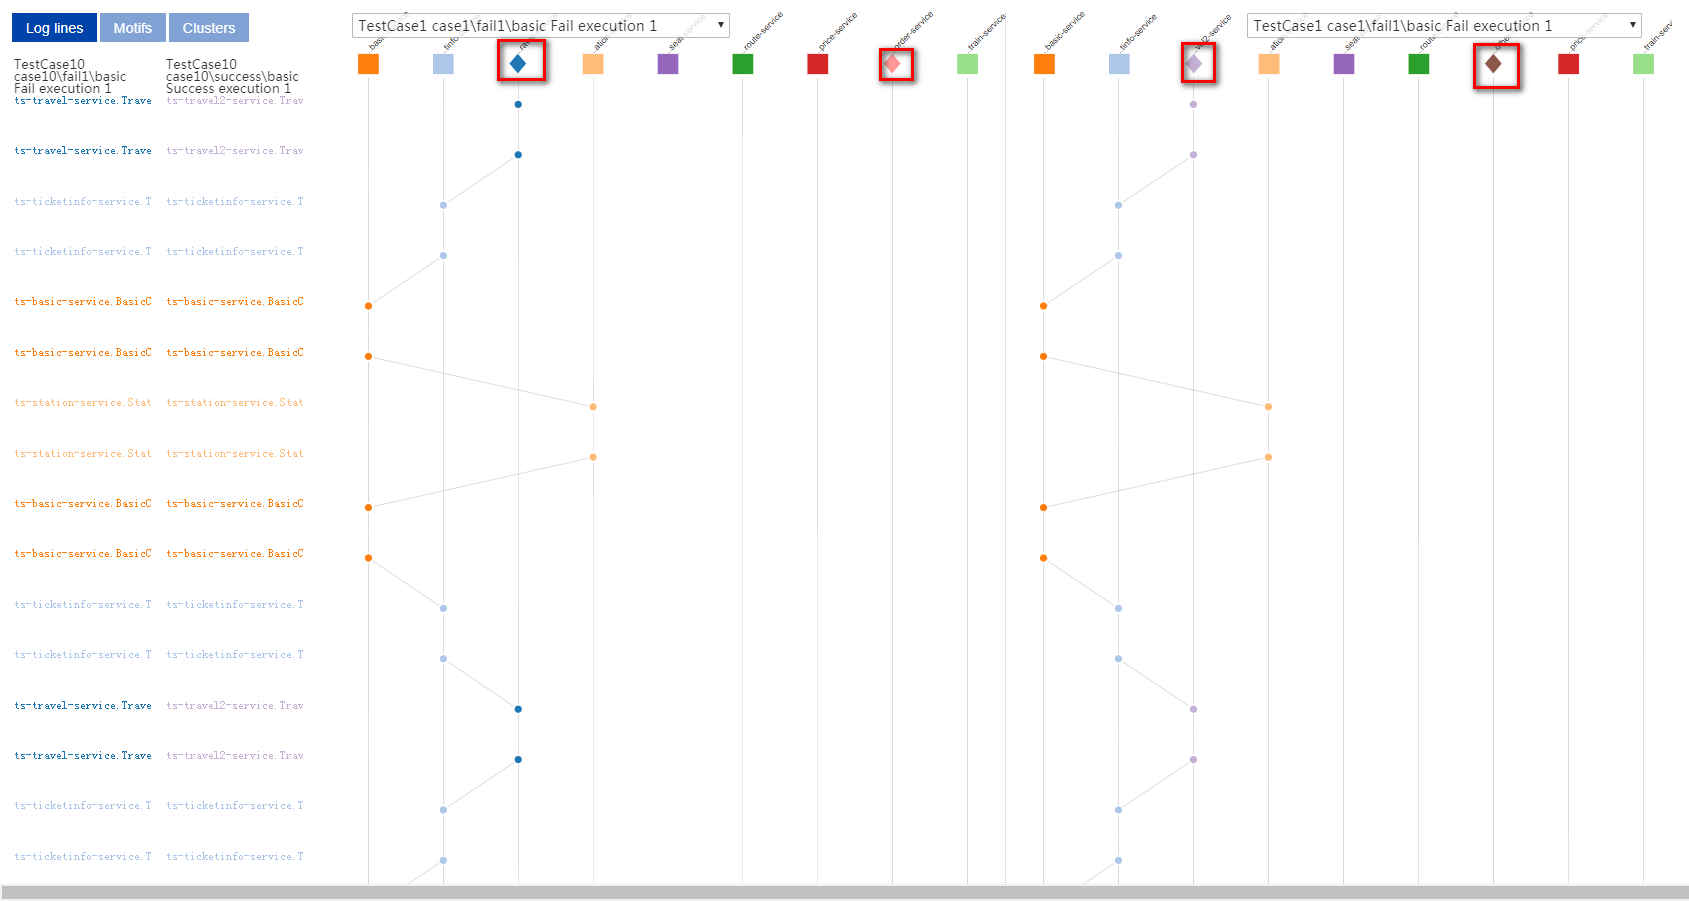 Log lines
Motifs
Clusters
TestCase1 case1\fail1\basic Fail execution 1
TestCase1 case1\fail1\basic Fail execution 1
..route-service
..price-service
..order-service
..train-service
..basic-service
..tinfo-service
TestCase10
case10\fail1\basic
Fail execution 1
TestCase10
case10\success\basic
Success execution 1
ts-travel-service.Trave
ts-travel2-service.Trav
ts-travel-service.Trave
ts-travel2-service.Trav
ts-ticketinfo-service.T
ts-ticketinfo-service.T
ts-ticketinfo-service.T
ts-ticketinfo-service.T
ts-basic-service.BasicC
ts-basic-service.BasicC
ts-basic-service.BasicC
ts-basic-service.BasicC
ts-station-service.Stat
ts-station-service.Stat
ts-station-service.Stat
ts-station-service.Stat
ts-basic-service.BasicC
ts-basic-service.BasicC
ts-basic-service.BasicC
ts-basic-service.BasicC
ts-ticketinfo-service.T
ts-ticketinfo-service.T
ts-ticketinfo-service.T
ts-ticketinfo-service.T
ts-travel-service.Trave
ts-travel2-service.Trav
ts-travel-service.Trave
ts-travel2-service.Trav
ts-ticketinfo-service.T
ts-ticketinfo-service.T
ts-ticketinfo-service.T
ts-ticketinfo-service.T